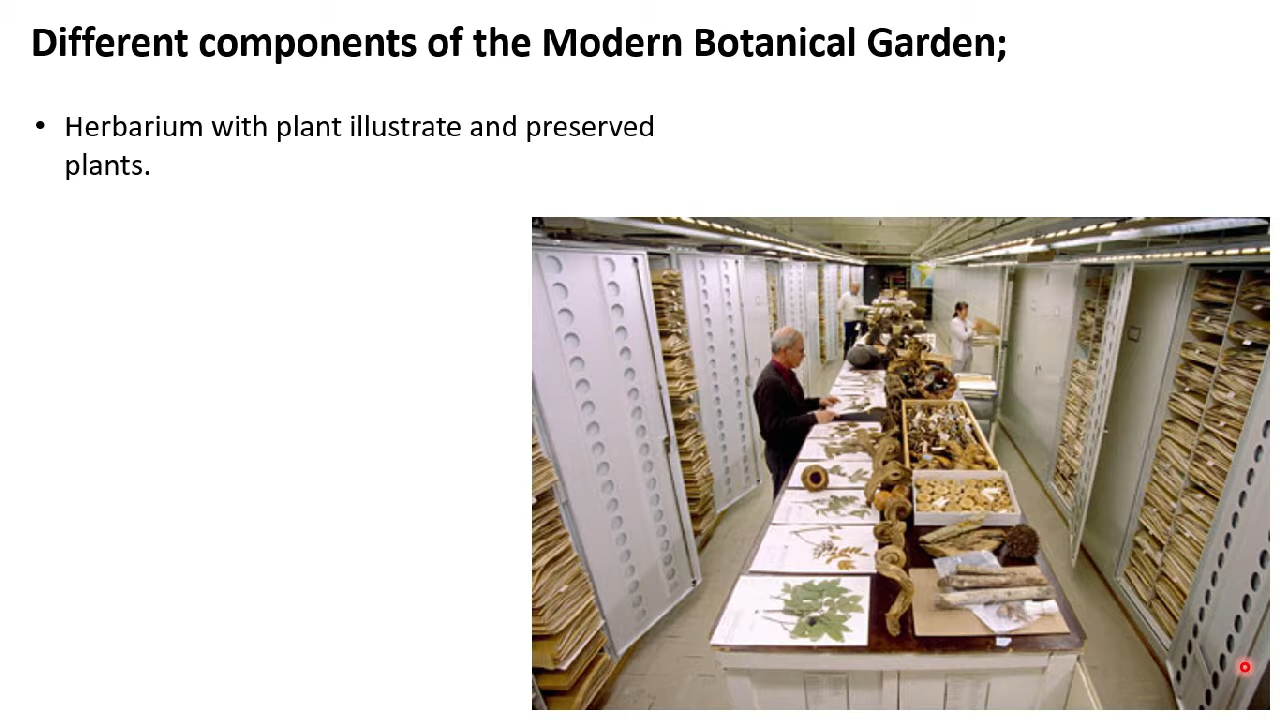 Different components of the Modern Botanical Garden;
• Herbarium with plant illustrate and preserved
plants.